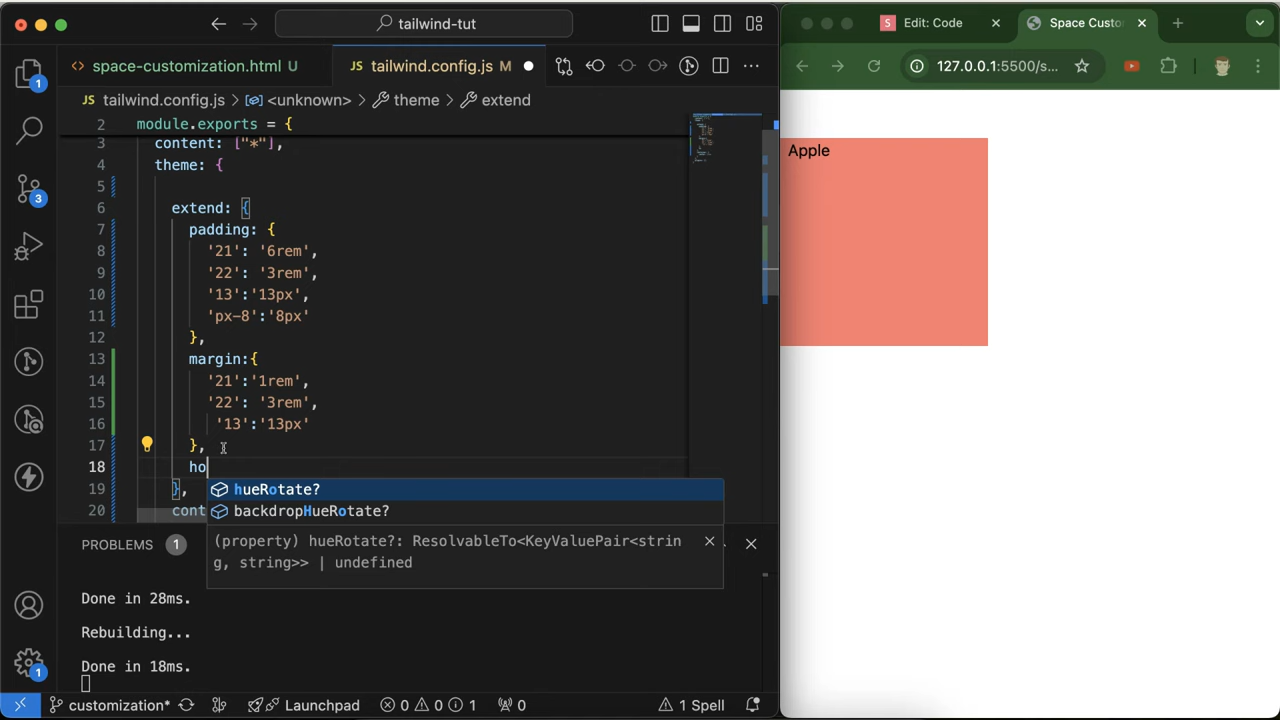 tailwind-tut
space-customization.html U
JS tailwind.config.js M
JS tailwind.config.js > <unknown> > theme > extend
2 module.exports = {
3 content: ["*"],
4 theme: {
5
6 extend: {
7 padding: {
8 '21': '6rem',
9 '22': '3rem',
10 '13':'13px',
11 'px-8':'8px'
12 },
13 margin:{
14 '21':'1rem',
15 '22': '3rem',
16 '13':'13px'
17 },
18 ho
19 },
20 cont
hueRotate?
backdropHueRotate?
(property) hueRotate?: ResolvableTo<KeyValuePair<strin
g, string>> | undefined
PROBLEMS 1
Done in 28ms.
Rebuilding...
Done in 18ms.
customization* Launchpad 0 0 1 0 1 Spell
1
3
1
S Edit: Code
Space Custo
127.0.0.1:5500/s...
Apple